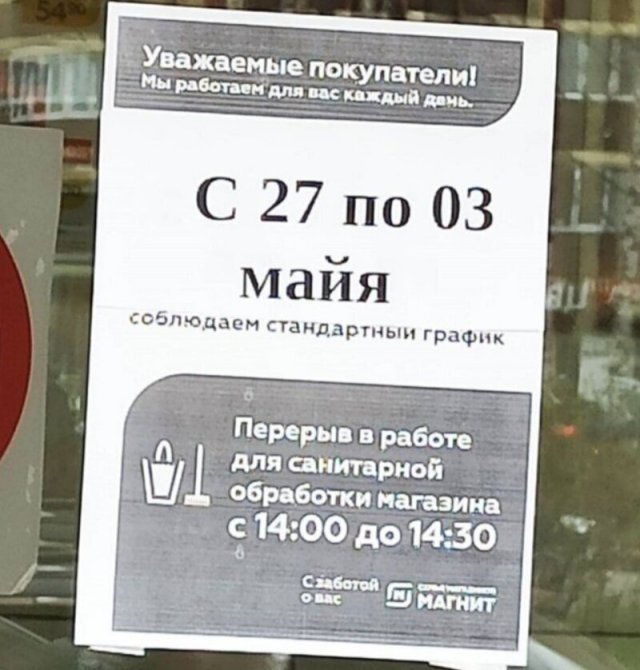 Уважаемые покупатели!
Мы работаем для вас каждый день.
С 27 по 03
майя
соблюдаем стандартный график
Перерыв в работе
для санитарной
обработки магазина
с 14:00 до 14:30
С заботой
о вас
МАГНИТ